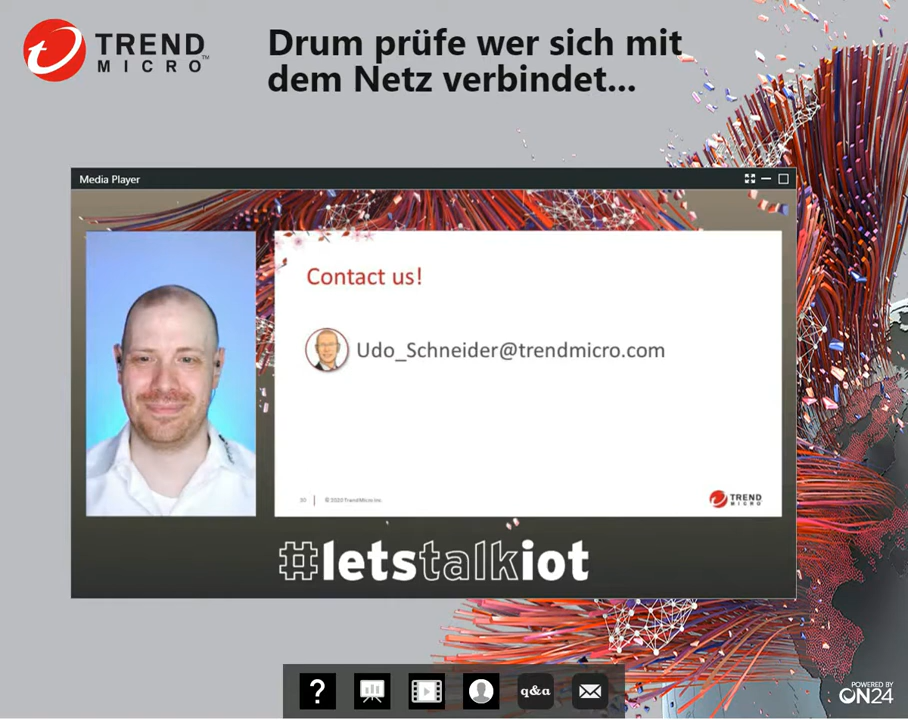 TREND
MICRO™
Drum prüfe wer sich mit
dem Netz verbindet...
Media Player
Contact us!
Udo_Schneider@trendmicro.com
30 | © 2020 Trend Micro Inc.
TREND
MICRO
#letstalkiot
?
q&a
POWERED BY
ON24